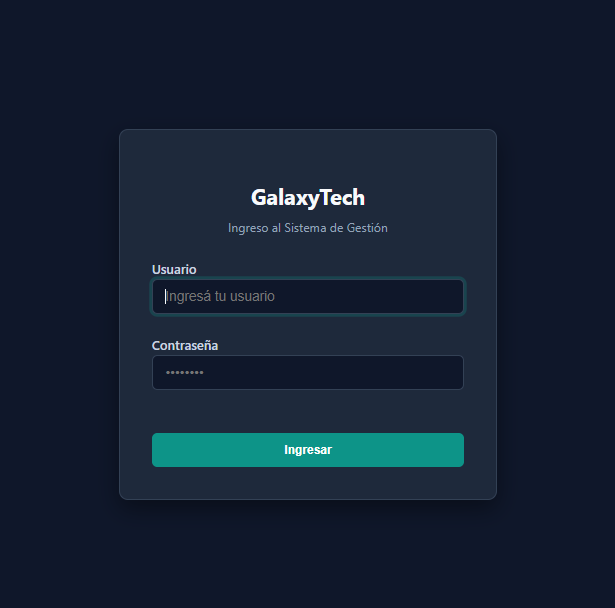 GalaxyTech
Ingreso al Sistema de Gestión
Usuario
Ingresá tu usuario
Contraseña
••••••••
Ingresar